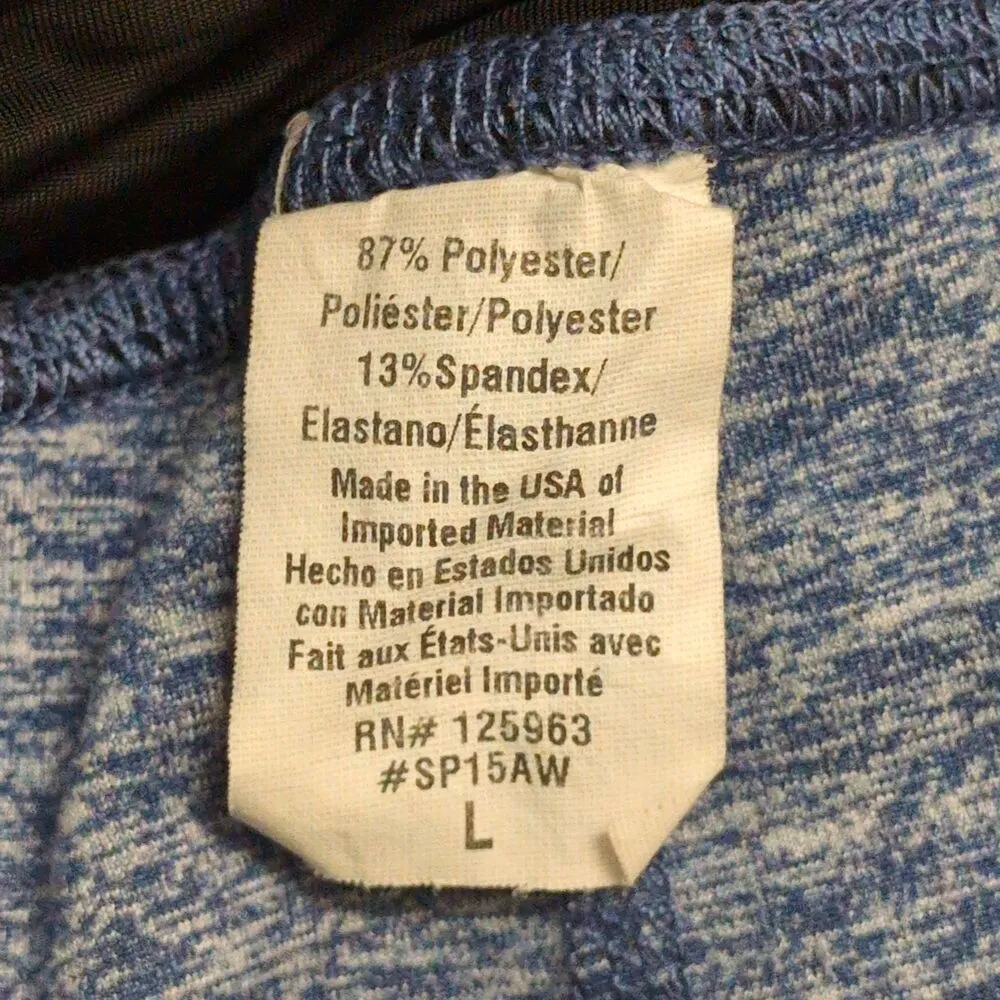 87% Polyester/
Poliéster/Polyester
13%Spandex/
Elastano/Élasthanne
Made in the USA of
Imported Material
Hecho en Estados Unidos
con Material Importado
Fait aux États-Unis avec
Matériel Importé
RN# 125963
#SP15AW
L